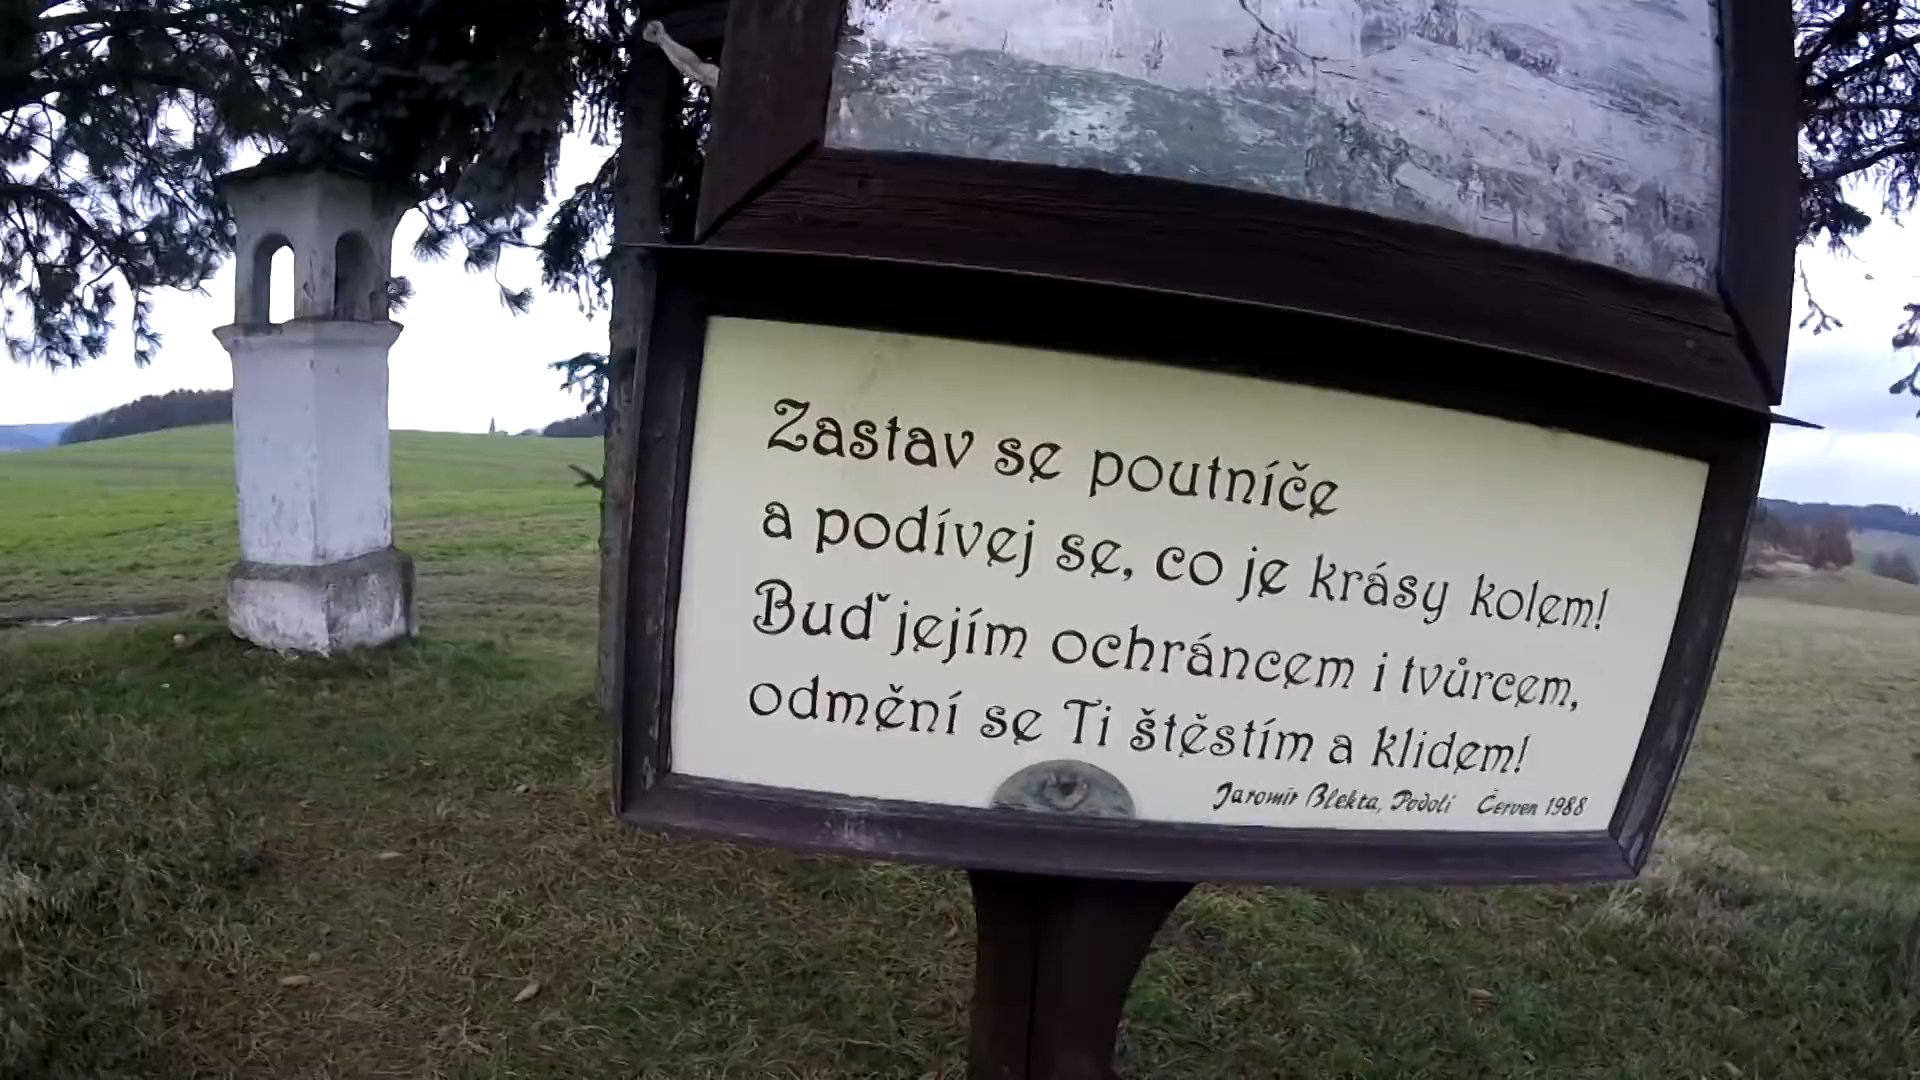 Zastav se poutníče
a podívej se, co je krásy kolem!
Buď jejím ochráncem i tvůrcem,
odmění se Ti štěstím a klidem!
Jaromír Blekta, Podolí Červen 1988